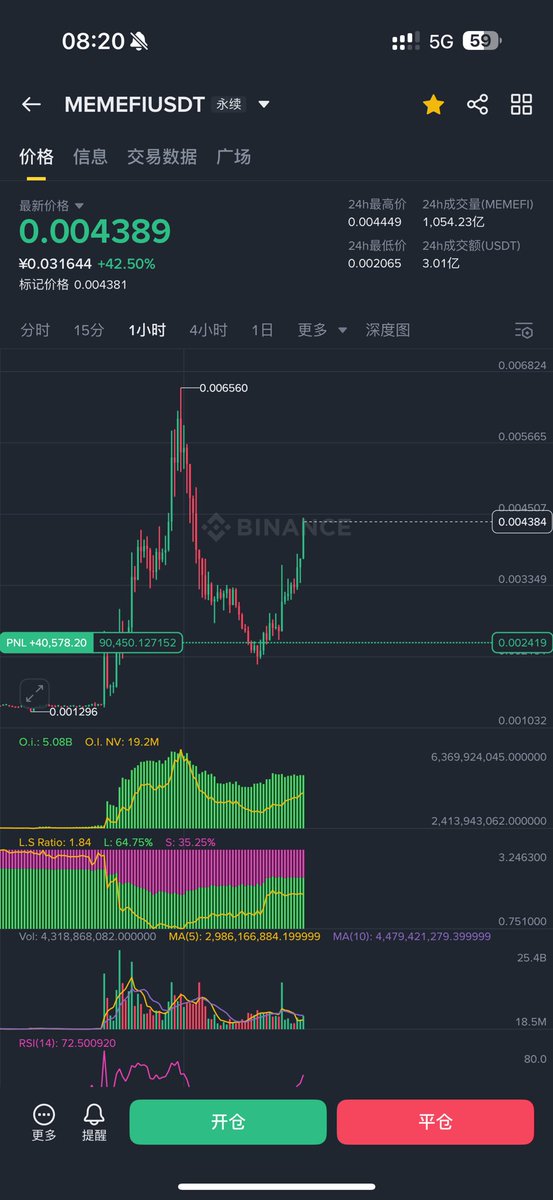 08:20
5G
59
MEMEFIUSDT 永续
价格 信息 交易数据 广场
最新价格
0.004389
¥0.031644 +42.50%
标记价格 0.004381
24h最高价
0.004449
24h成交量(MEMEFI)
1,054.23亿
24h最低价
0.002065
24h成交额(USDT)
3.01亿
分时 15分 1小时 4小时 1日 更多 深度图
0.006824
0.006560
0.005665
0.004507
0.004384
BINANCE
0.003349
PNL +40,578.20 90,450.127152
0.002419
0.001296
0.001032
O.i.: 5.08B O.I. NV: 19.2M
6,369,924,045.000000
2,413,943,062.000000
L.S Ratio: 1.84 L: 64.75% S: 35.25%
3.246300
0.751000
Vol: 4,318,868,082.000000 MA(5): 2,986,166,884.199999 MA(10): 4,479,421,279.399999
25.4B
18.5M
RSI(14): 72.500920
80.0
更多
提醒
开仓
平仓